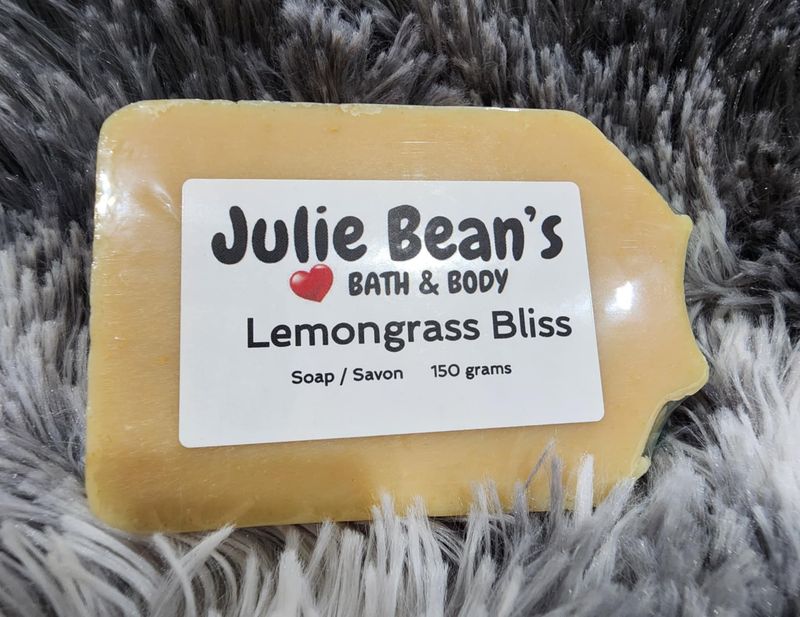 Julie Bean's
BATH & BODY
Lemongrass Bliss
Soap / Savon 150 grams